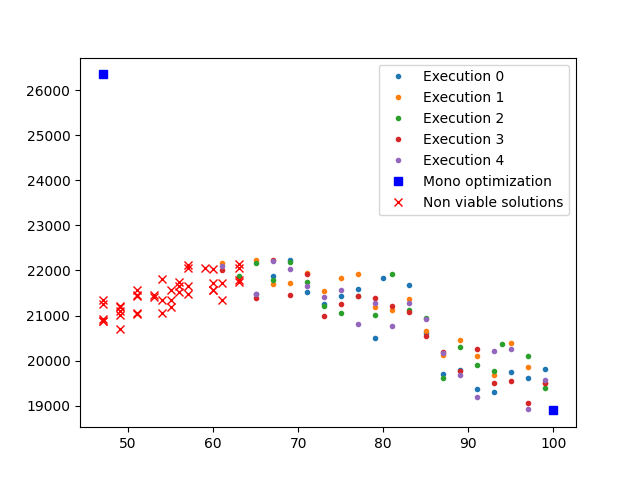 26000
25000
24000
23000
22000
21000
20000
19000
50
60
70
80
90
100
Execution 0
Execution 1
Execution 2
Execution 3
Execution 4
Mono optimization
Non viable solutions